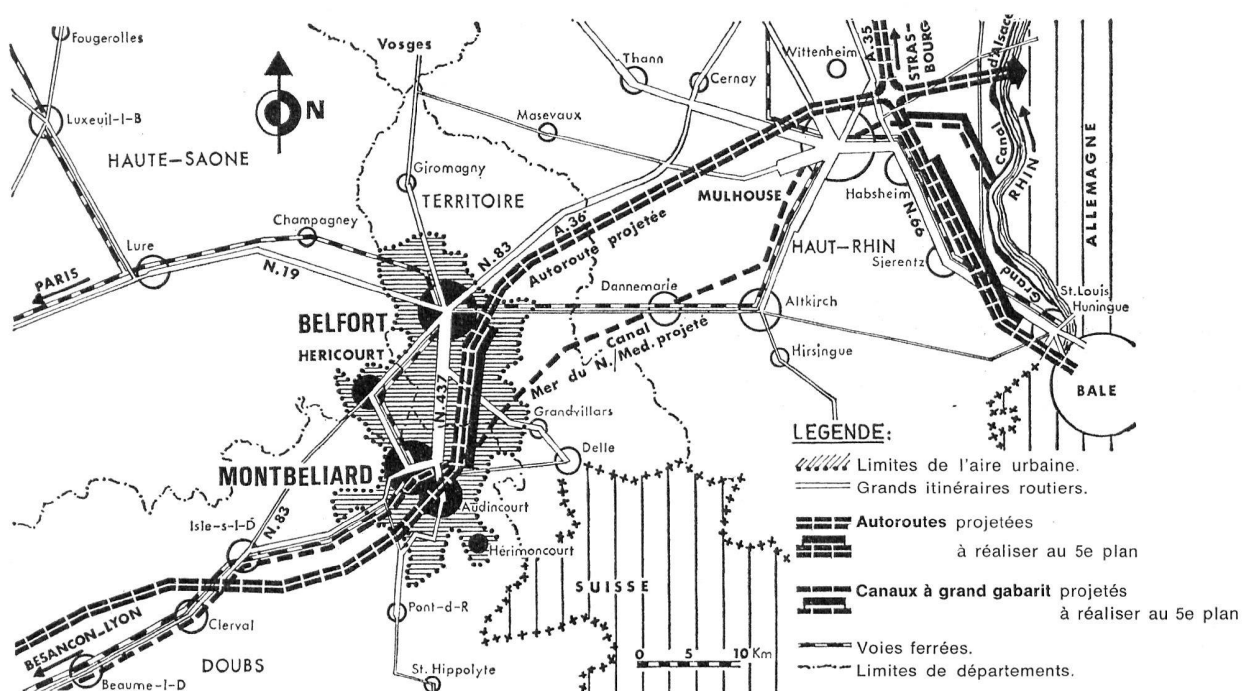 Fougerolles
Vosges
Thann
Wittenheim
A.35
STRAS-
BOURG
Canal d'Alsace
Cernay
Luxeuil-l-B
N
Masevaux
HAUTE-SAONE
Giromagny
TERRITOIRE
MULHOUSE
Habsheim
RHIN
ALLEMAGNE
Champagney
A.36
N.83
Autoroute projetée
HAUT-RHIN
N.66
Sierentz
Grand
Lure
N.19
PARIS
Dannemarie
Altkirch
St.Louis
Huningue
BELFORT
HERICOURT
Canal
Mer du N. Med. projeté
Hirsingue
BALE
N.437
Grandvillars
Delle
MONTBELIARD
Audincourt
Isle-s-l-D
N.83
Hérimoncourt
SUISSE
Pont-d-R
Clerval
BESANCON-LYON
DOUBS
Beaume-l-D
St. Hippolyte
0 5 10 Km
LEGENDE:
Limites de l'aire urbaine.
Grands itinéraires routiers.
Autoroutes projetées
à réaliser au 5e plan
Canaux à grand gabarit projetés
à réaliser au 5e plan
Voies ferrées.
Limites de départements.